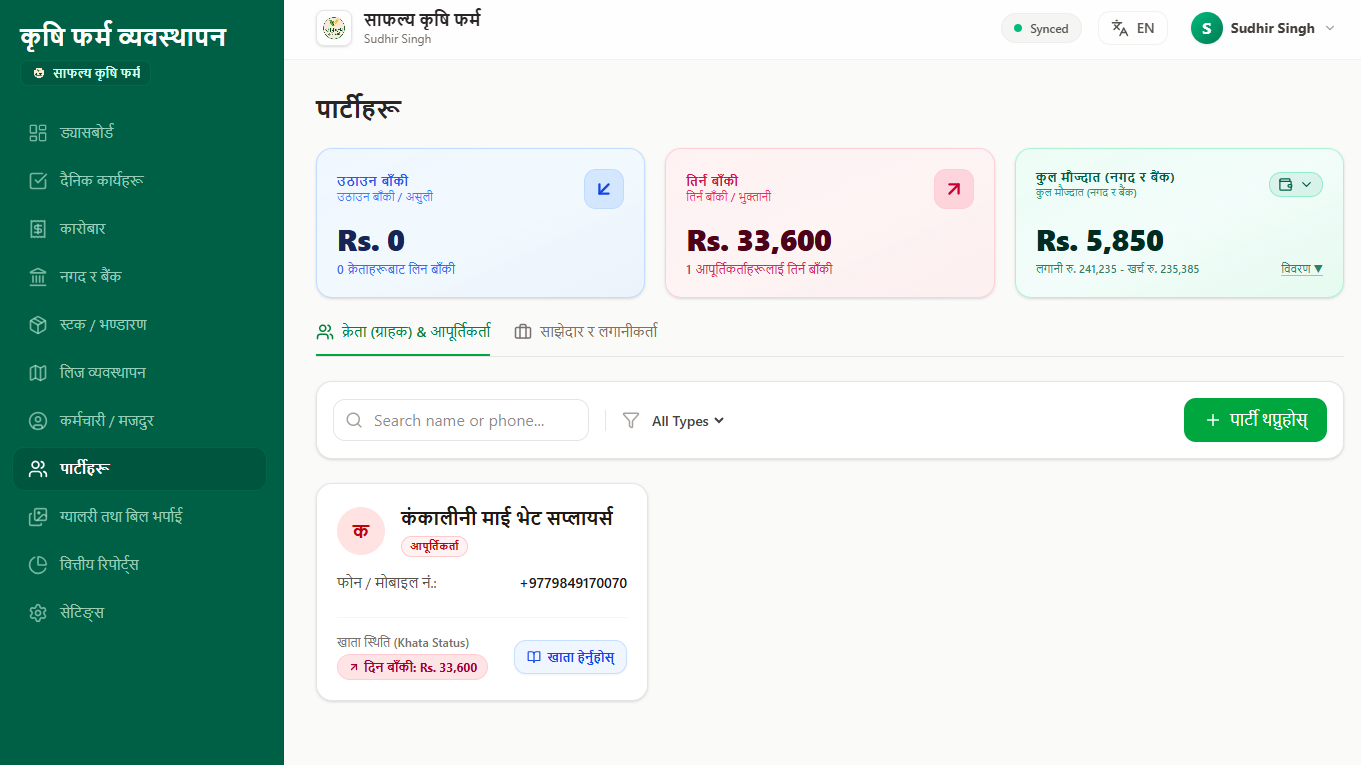 कृषि फर्म व्यवस्थापन
साफल्य कृषि फर्म
ड्यासबोर्ड
दैनिक कार्यहरू
कारोबार
नगद र बैंक
स्टक / भण्डारण
लिज व्यवस्थापन
कर्मचारी / मजदुर
पार्टीहरू
ग्यालरी तथा बिल भर्पाई
वित्तीय रिपोर्ट्स
सेटिङ्स
साफल्य कृषि फर्म
Sudhir Singh
Synced
EN
S
Sudhir Singh
पार्टीहरू
उठाउन बाँकी
उठाउन बाँकी / असुली
Rs. 0
0 क्रेताहरूबाट लिन बाँकी
तिर्न बाँकी
तिर्न बाँकी / भुक्तानी
Rs. 33,600
1 आपूर्तिकर्ताहरूलाई तिर्न बाँकी
कुल मौज्दात (नगद र बैंक)
कुल मौज्दात (नगद र बैंक)
Rs. 5,850
लगानी रु. 241,235 - खर्च रु. 235,385
विवरण ▼
क्रेता (ग्राहक) & आपूर्तिकर्ता
साझेदार र लगानीकर्ता
Search name or phone...
All Types
+ पार्टी थप्नुहोस्
क
कंकालीनी माई भेट सप्लायर्स
आपूर्तिकर्ता
फोन / मोबाइल नं.:
+9779849170070
खाता स्थिति (Khata Status)
दिन बाँकी: Rs. 33,600
खाता हेर्नुहोस्